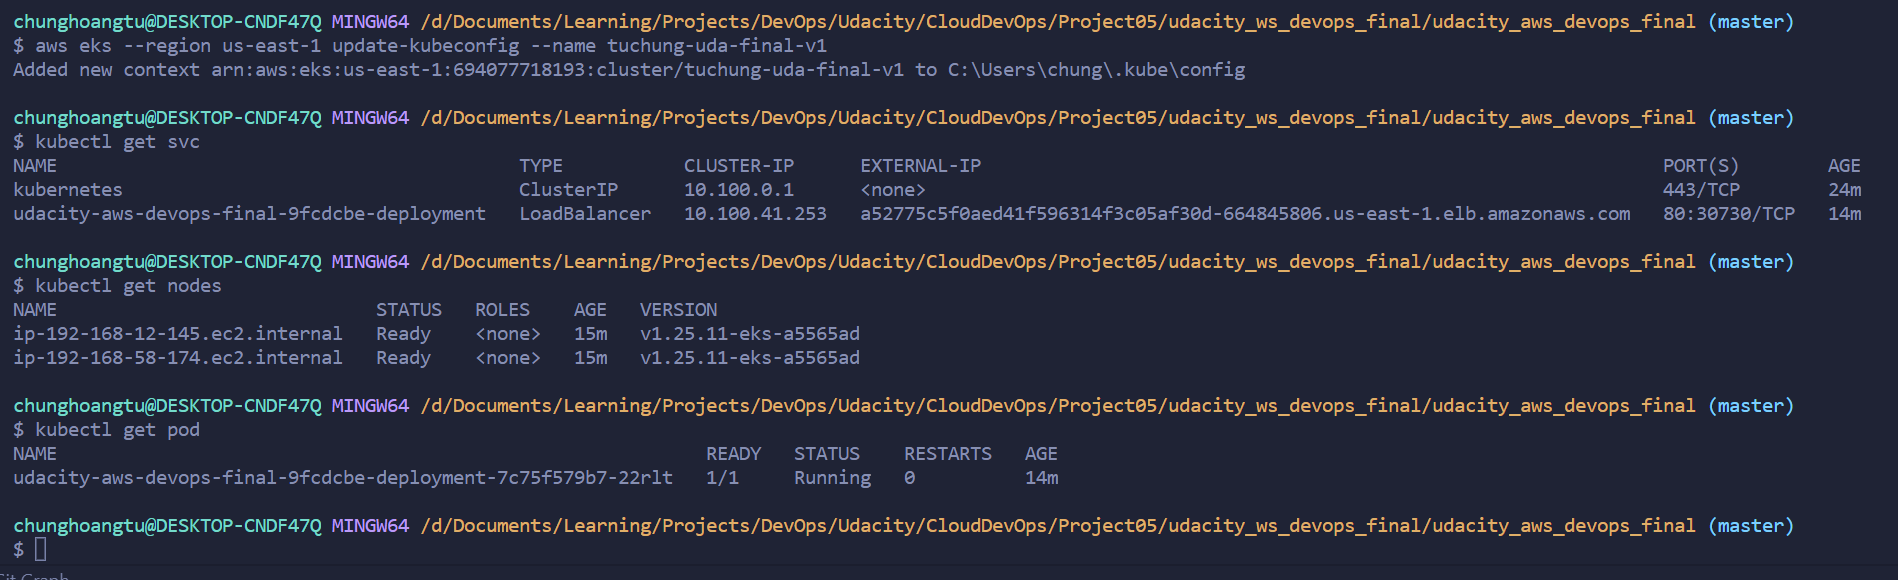 chunghoangtu@DESKTOP-CNDF47Q MINGW64 /d/Documents/Learning/Projects/DevOps/Udacity/CloudDevOps/Project05/udacity_ws_devops_final/udacity_aws_devops_final (master)
$ aws eks --region us-east-1 update-kubeconfig --name tuchung-uda-final-v1
Added new context arn:aws:eks:us-east-1:694077718193:cluster/tuchung-uda-final-v1 to C:\Users\chung\.kube\config
chunghoangtu@DESKTOP-CNDF47Q MINGW64 /d/Documents/Learning/Projects/DevOps/Udacity/CloudDevOps/Project05/udacity_ws_devops_final/udacity_aws_devops_final (master)
$ kubectl get svc
NAME TYPE CLUSTER-IP EXTERNAL-IP PORT(S) AGE
kubernetes ClusterIP 10.100.0.1 <none> 443/TCP 24m
udacity-aws-devops-final-9fcdcbe-deployment LoadBalancer 10.100.41.253 a52775c5f0aed41f596314f3c05af30d-664845806.us-east-1.elb.amazonaws.com 80:30730/TCP 14m
chunghoangtu@DESKTOP-CNDF47Q MINGW64 /d/Documents/Learning/Projects/DevOps/Udacity/CloudDevOps/Project05/udacity_ws_devops_final/udacity_aws_devops_final (master)
$ kubectl get nodes
NAME STATUS ROLES AGE VERSION
ip-192-168-12-145.ec2.internal Ready <none> 15m v1.25.11-eks-a5565ad
ip-192-168-58-174.ec2.internal Ready <none> 15m v1.25.11-eks-a5565ad
chunghoangtu@DESKTOP-CNDF47Q MINGW64 /d/Documents/Learning/Projects/DevOps/Udacity/CloudDevOps/Project05/udacity_ws_devops_final/udacity_aws_devops_final (master)
$ kubectl get pod
NAME READY STATUS RESTARTS AGE
udacity-aws-devops-final-9fcdcbe-deployment-7c75f579b7-22rlt 1/1 Running 0 14m
chunghoangtu@DESKTOP-CNDF47Q MINGW64 /d/Documents/Learning/Projects/DevOps/Udacity/CloudDevOps/Project05/udacity_ws_devops_final/udacity_aws_devops_final (master)
$